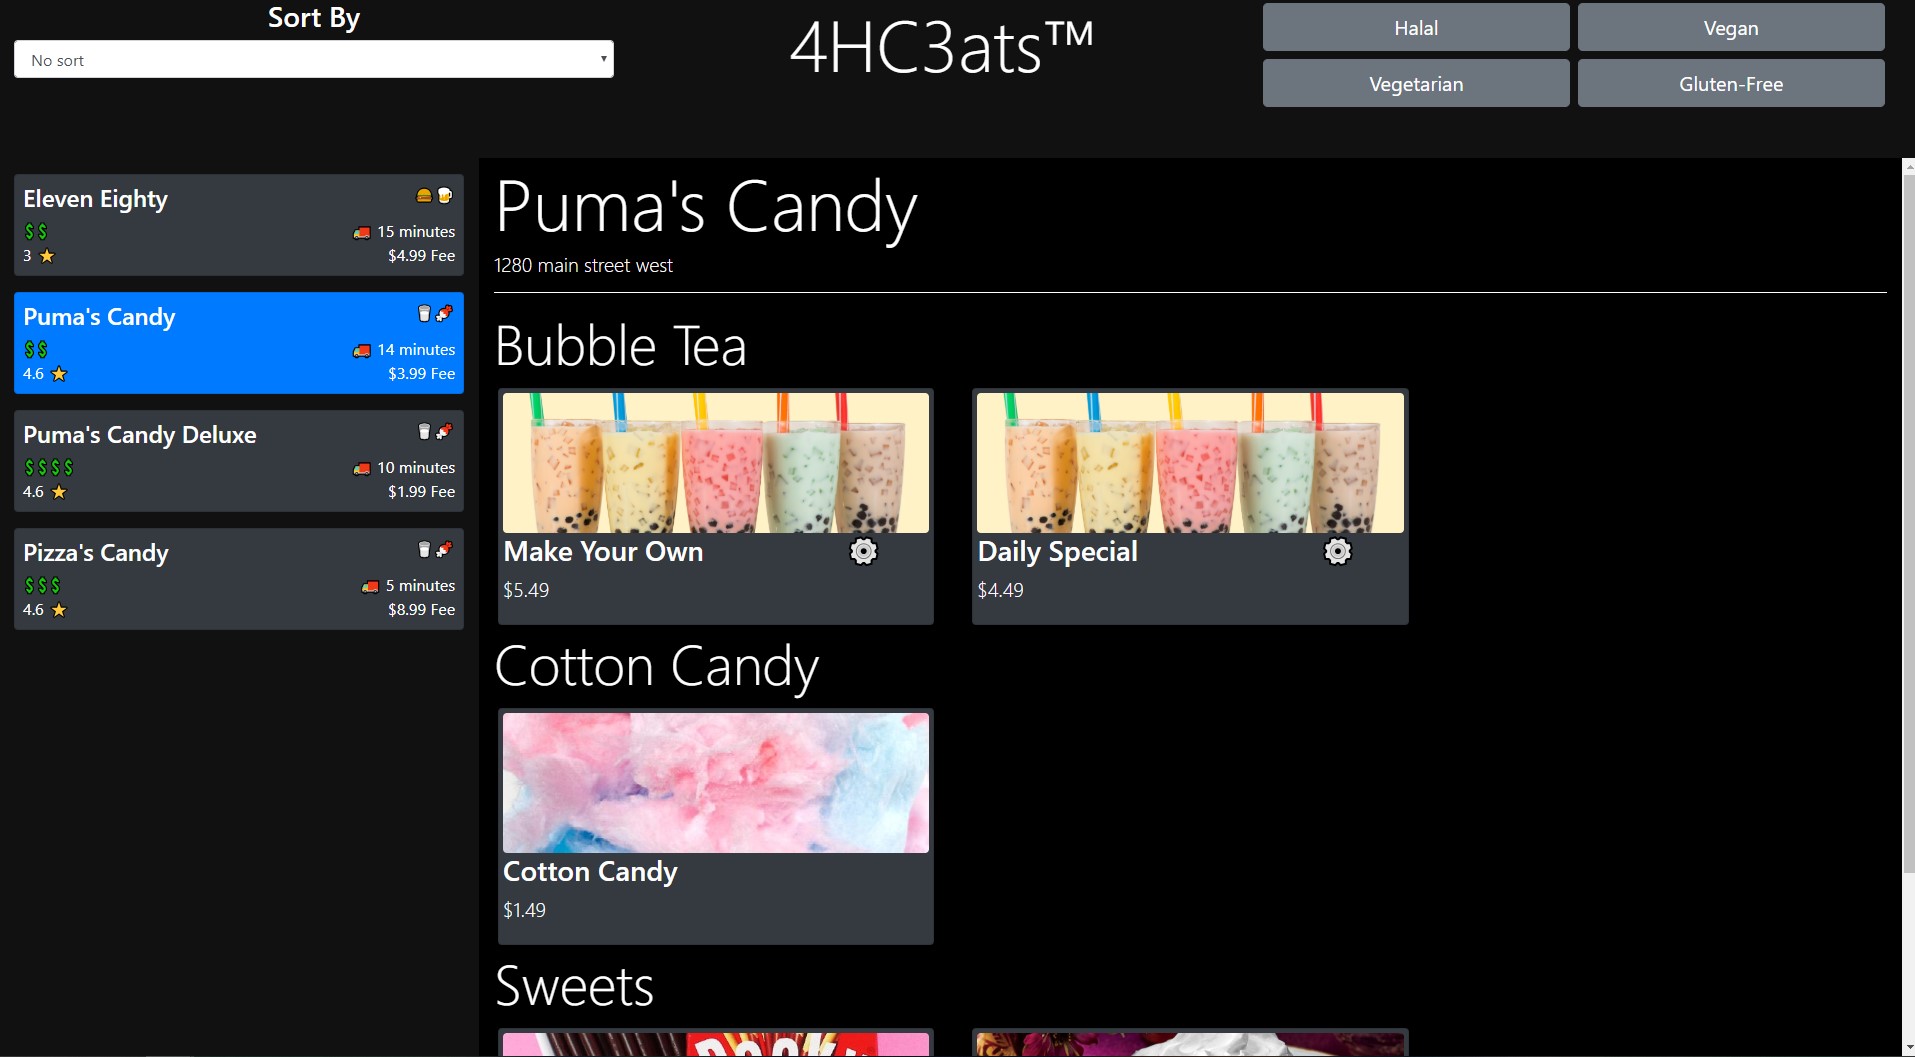 Sort By
No sort
4HC3ats™
Halal
Vegan
Vegetarian
Gluten-Free
Eleven Eighty
$$
15 minutes
3
$4.99 Fee
Puma's Candy
$$
14 minutes
4.6
$3.99 Fee
Puma's Candy Deluxe
$$$$
10 minutes
4.6
$1.99 Fee
Pizza's Candy
$$$
5 minutes
4.6
$8.99 Fee
Puma's Candy
1280 main street west
Bubble Tea
Make Your Own
$5.49
Daily Special
$4.49
Cotton Candy
Cotton Candy
$1.49
Sweets